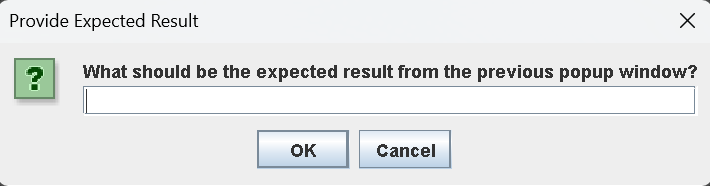 Provide Expected Result
What should be the expected result from the previous popup window?
OK
Cancel